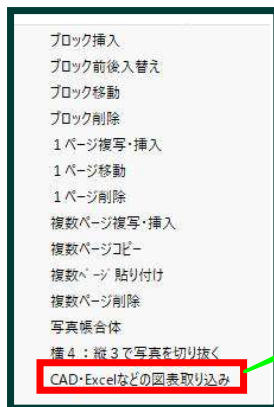 ブロック挿入
ブロック前後入替え
ブロック移動
ブロック削除
１ページ複写・挿入
１ページ移動
１ページ削除
複数ページ複写・挿入
複数ページコピー
複数ページ貼り付け
複数ページ削除
写真帳合体
横４：縦３で写真を切り抜く
CAD・Excelなどの図表取り込み